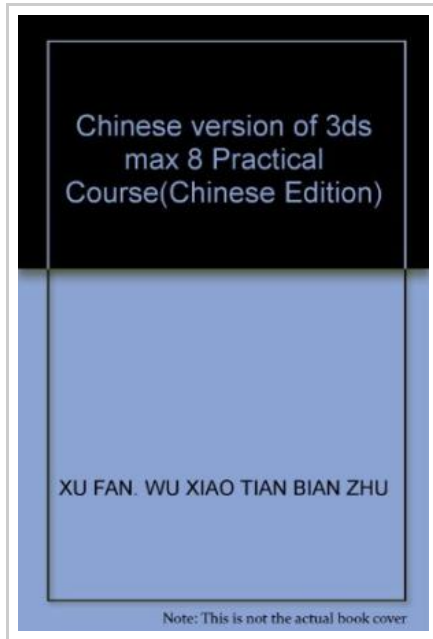 Chinese version of 3ds
max 8 Practical
Course(Chinese Edition)
XU FAN. WU XIAO TIAN BIAN ZHU
Note: This is not the actual book cover